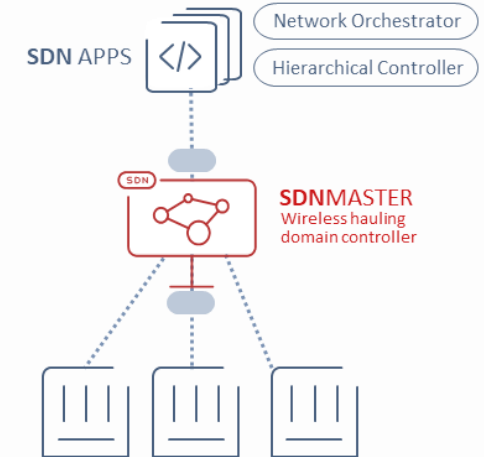 Network Orchestrator
SDN APPS
</>
Hierarchical Controller
SDN
SDNMASTER
Wireless hauling
domain controller